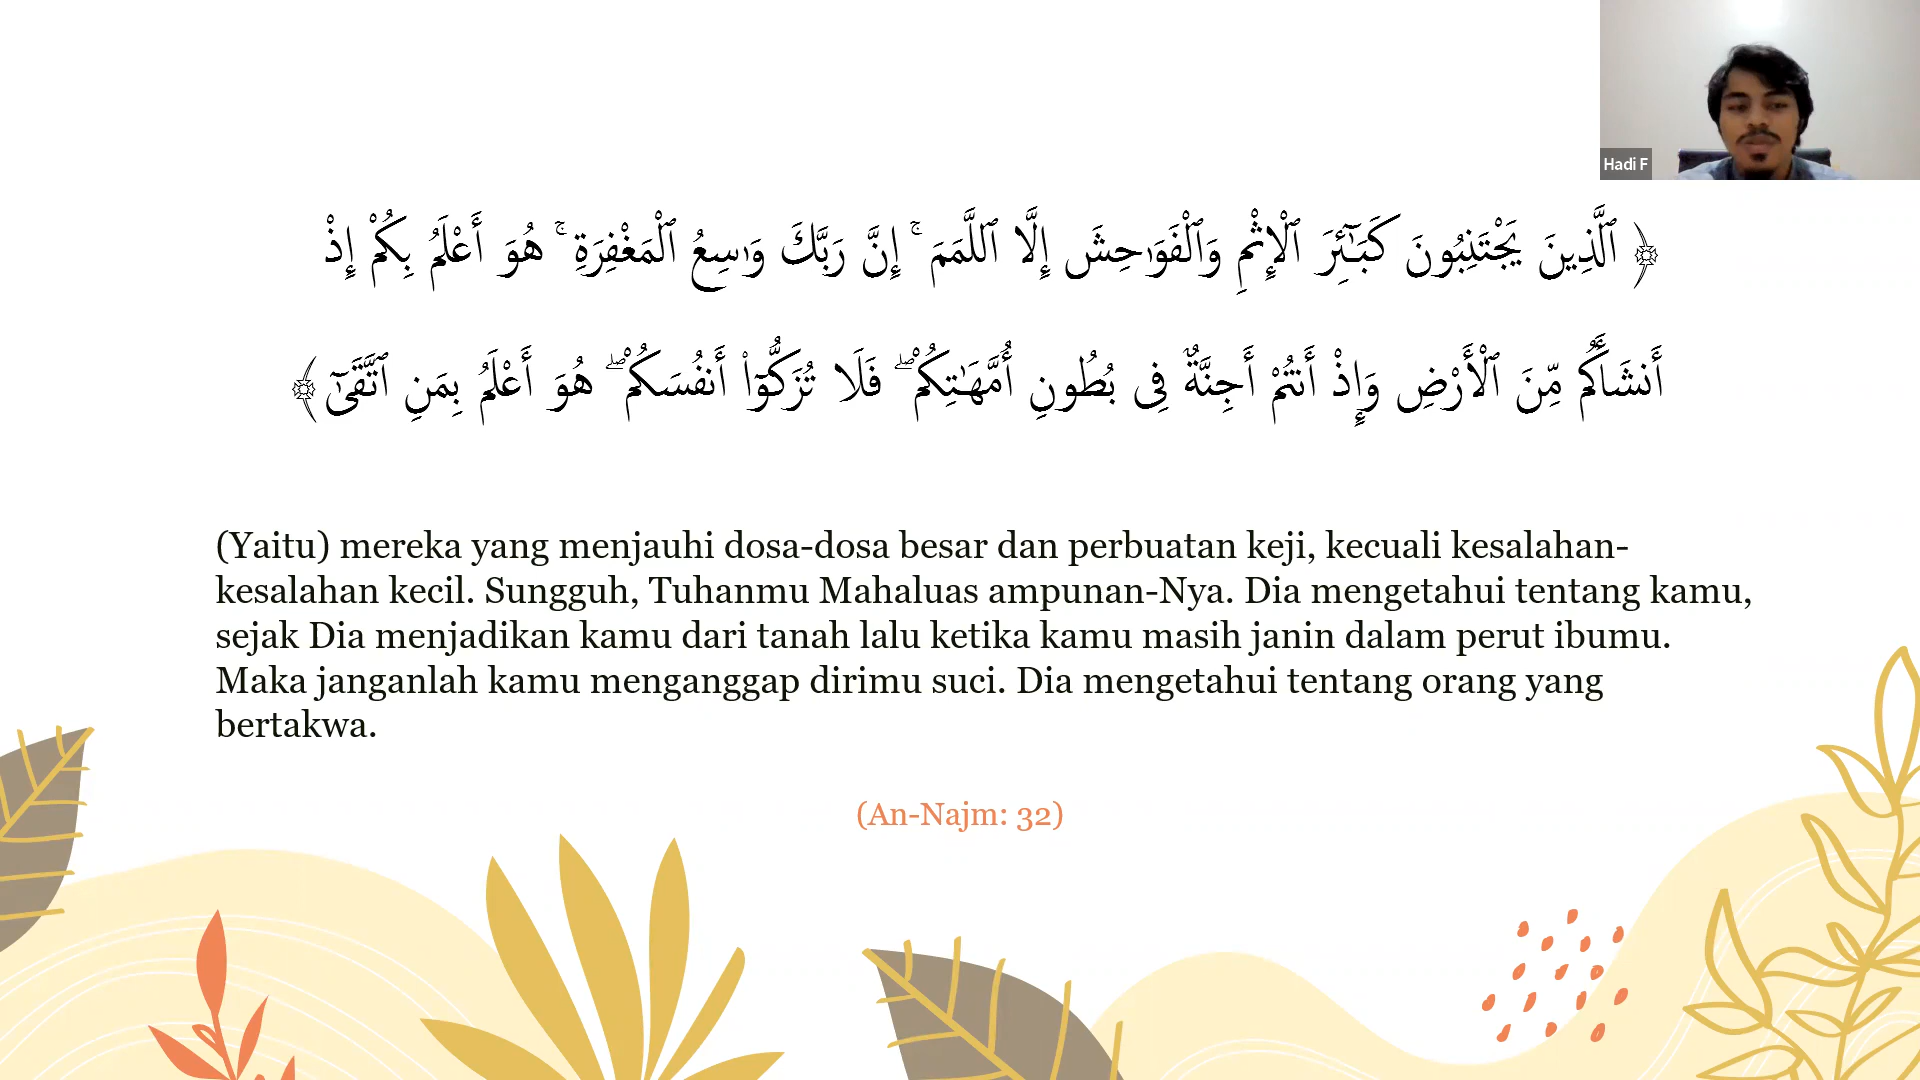 Hadi F
﴿ ٱلَّذِينَ يَجْتَنِبُونَ كَبَـٰٓئِرَ ٱلْإِثْمِ وَٱلْفَوَٰحِشَ إِلَّا ٱللَّمَمَ ۚ إِنَّ رَبَّكَ وَٰسِعُ ٱلْمَغْفِرَةِ ۚ هُوَ أَعْلَمُ بِكُمْ إِذْ
أَنشَأَكُم مِّنَ ٱلْأَرْضِ وَإِذْ أَنتُمْ أَجِنَّةٌ فِى بُطُونِ أُمَّهَـٰتِكُمْ ۖ فَلَا تُزَكُّوٓا۟ أَنفُسَكُمْ ۖ هُوَ أَعْلَمُ بِمَنِ ٱتَّقَىٰٓ ﴾
(Yaitu) mereka yang menjauhi dosa-dosa besar dan perbuatan keji, kecuali kesalahan-
kesalahan kecil. Sungguh, Tuhanmu Mahaluas ampunan-Nya. Dia mengetahui tentang kamu,
sejak Dia menjadikan kamu dari tanah lalu ketika kamu masih janin dalam perut ibumu.
Maka janganlah kamu menganggap dirimu suci. Dia mengetahui tentang orang yang
bertakwa.
(An-Najm: 32)